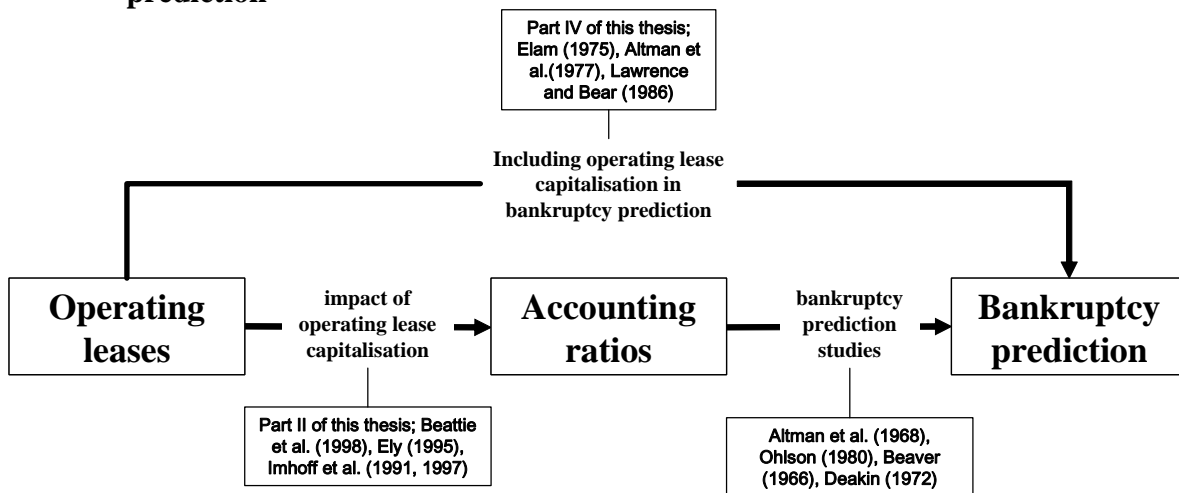 prediction
Part IV of this thesis;
Elam (1975), Altman et
al.(1977), Lawrence
and Bear (1986)
Including operating lease
capitalisation in
bankruptcy prediction
Operating
leases
impact of
operating lease
capitalisation
Accounting
ratios
bankruptcy
prediction
studies
Bankruptcy
prediction
Part II of this thesis; Beattie
et al. (1998), Ely (1995),
Imhoff et al. (1991, 1997)
Altman et al. (1968),
Ohlson (1980), Beaver
(1966), Deakin (1972)